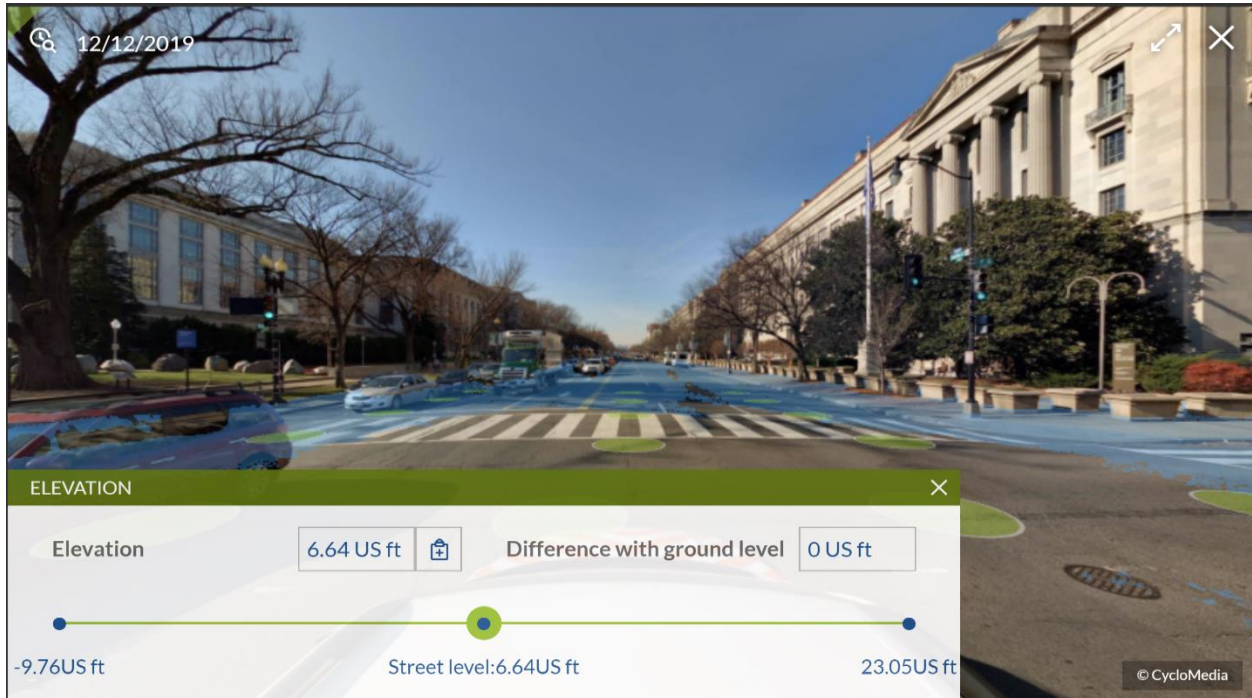 12/12/2019
ELEVATION
Elevation
6.64 US ft
Difference with ground level
0 US ft
-9.76US ft
Street level:6.64US ft
23.05US ft
© CycloMedia